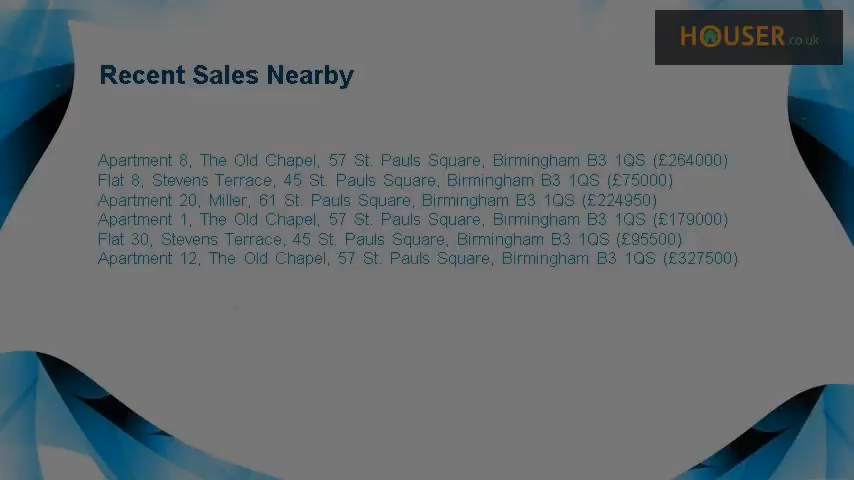 HOUSER.co.uk
Recent Sales Nearby
Apartment 8, The Old Chapel, 57 St. Pauls Square, Birmingham B3 1QS (£264000)
Flat 8, Stevens Terrace, 45 St. Pauls Square, Birmingham B3 1QS (£75000)
Apartment 20, Miller, 61 St. Pauls Square, Birmingham B3 1QS (£224950)
Apartment 1, The Old Chapel, 57 St. Pauls Square, Birmingham B3 1QS (£179000)
Flat 30, Stevens Terrace, 45 St. Pauls Square, Birmingham B3 1QS (£95500)
Apartment 12, The Old Chapel, 57 St. Pauls Square, Birmingham B3 1QS (£327500)